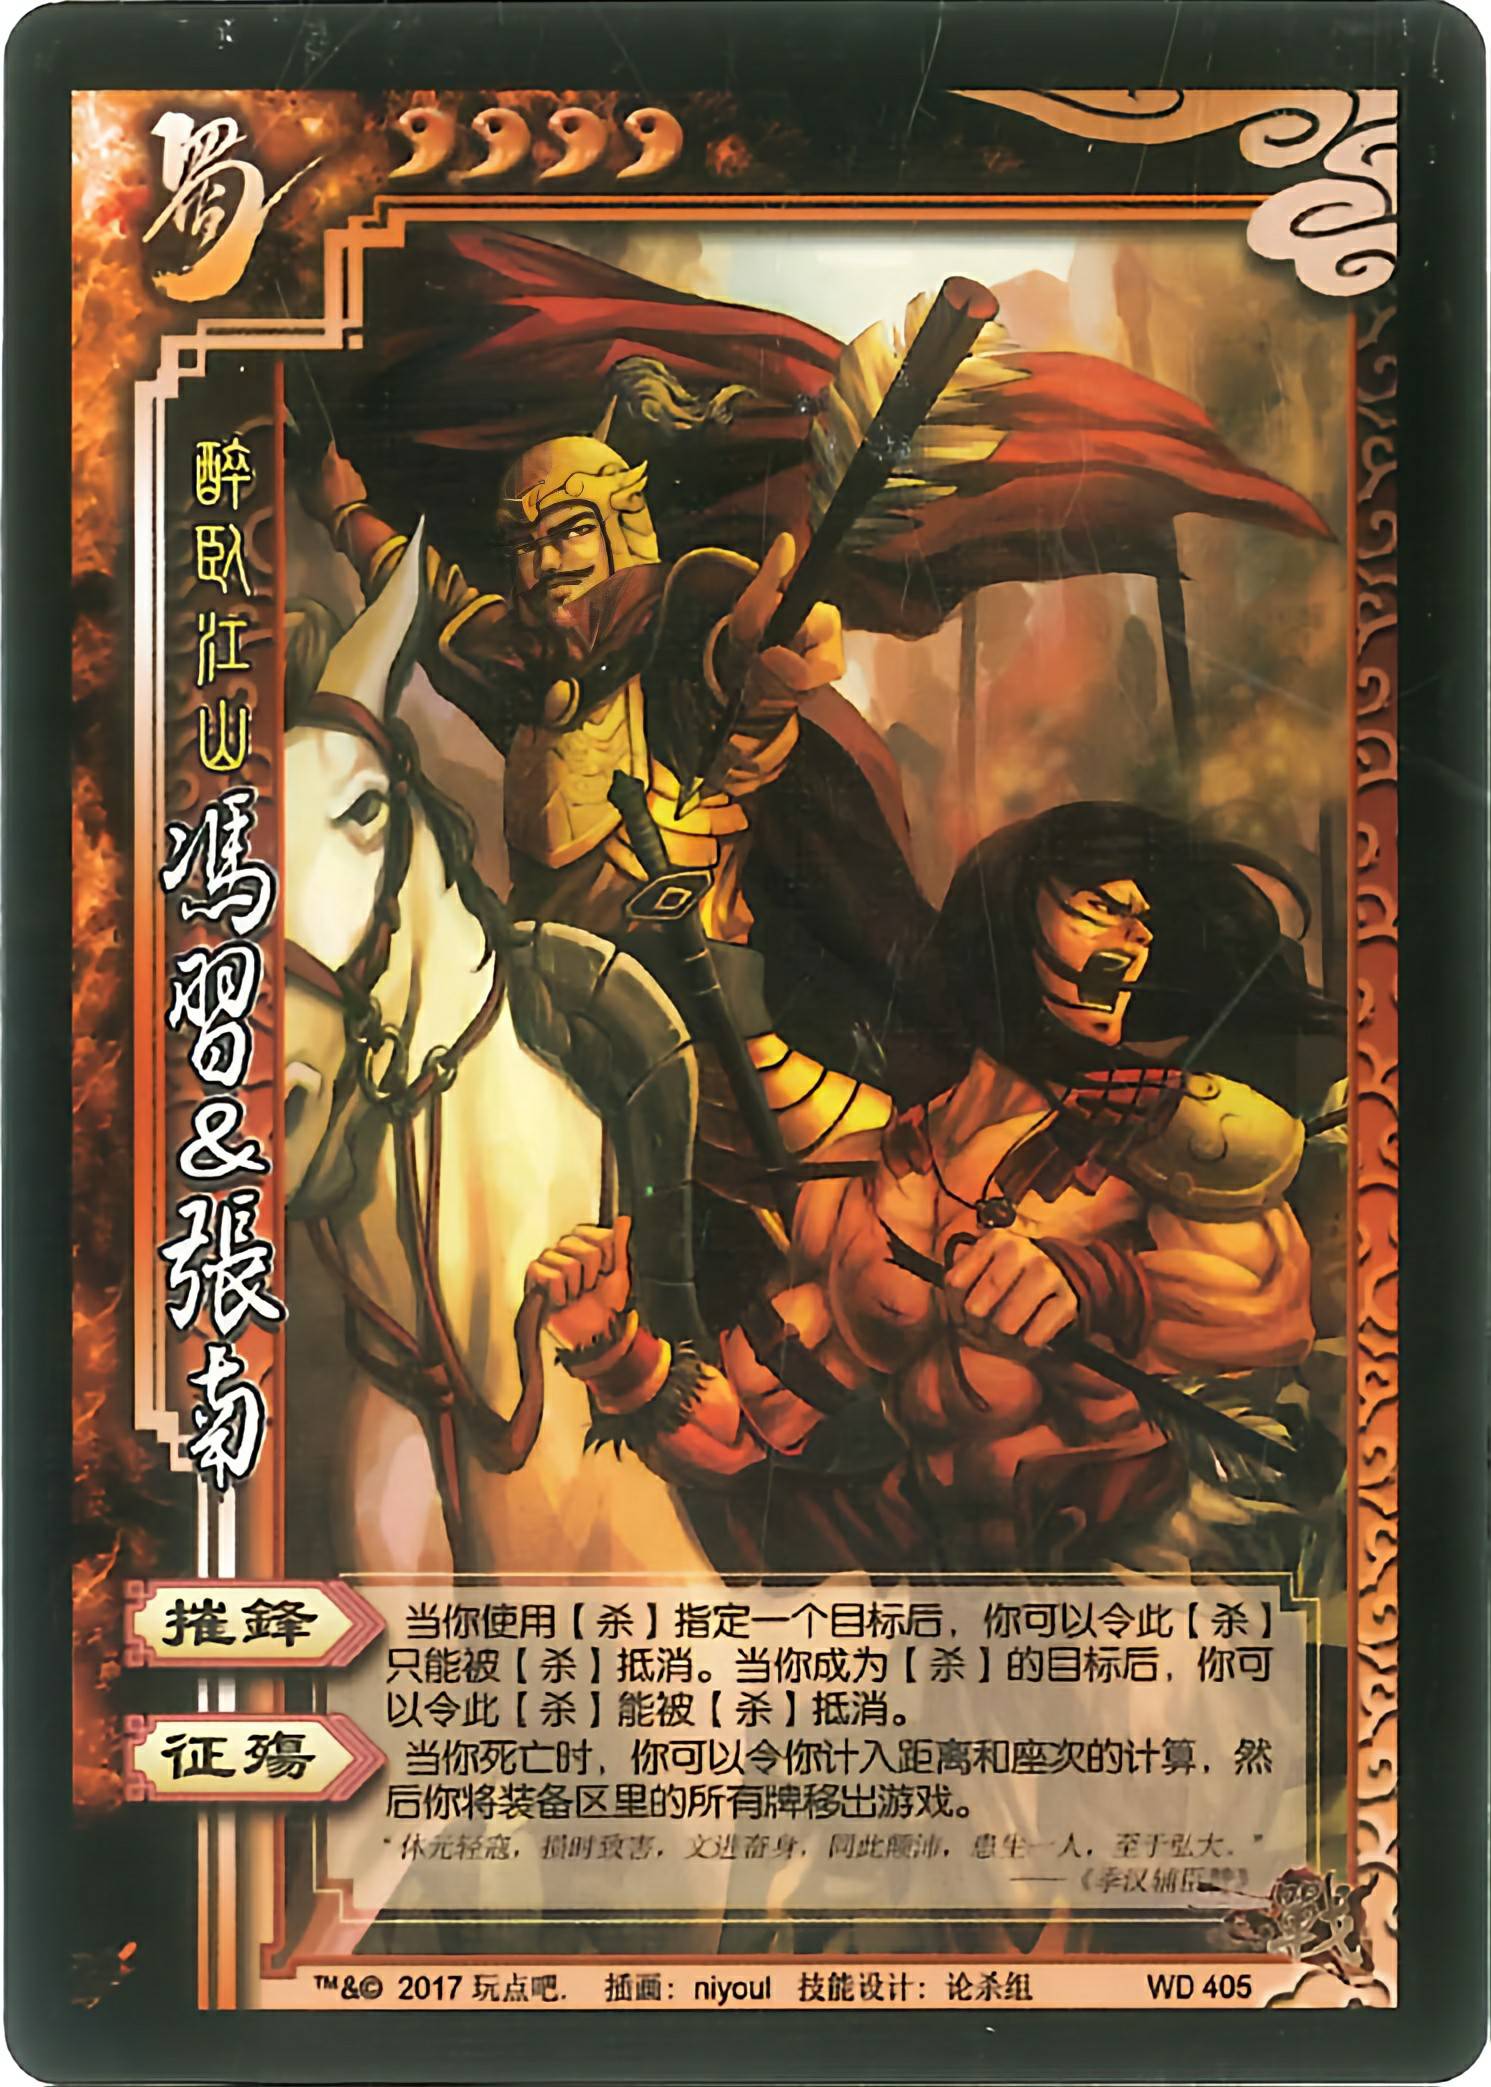 蜀
醉臥江山
馮習&張南
摧鋒
当你使用【杀】指定一个目标后，你可以令此【杀】
只能被【杀】抵消。当你成为【杀】的目标后，你可
以令此【杀】能被【杀】抵消。
征殤
当你死亡时，你可以令你计入距离和座次的计算，然
后你将装备区里的所有牌移出游戏。
“休元轻寇，损时致害，文进奋身，同此颠沛，患生一人，至于弘大。”
——《季汉辅臣
戰
™&© 2017 玩点吧. 插画：niyoul 技能设计：论杀组 WD 405